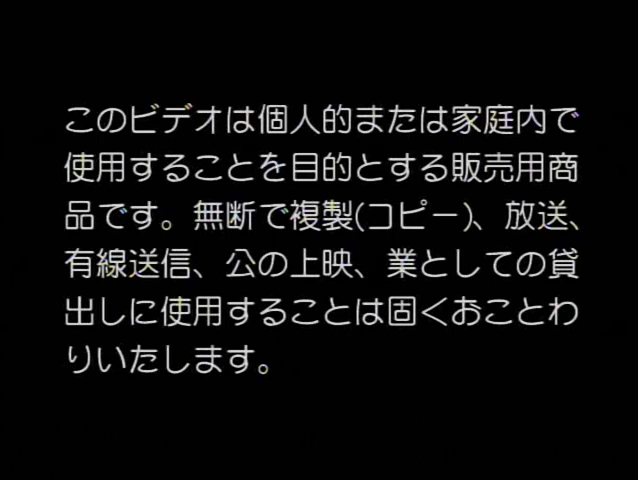 このビデオは個人的または家庭内で
使用することを目的とする販売用商
品です。無断で複製(コピー)、放送、
有線送信、公の上映、業としての貸
出しに使用することは固くおことわ
りいたします。